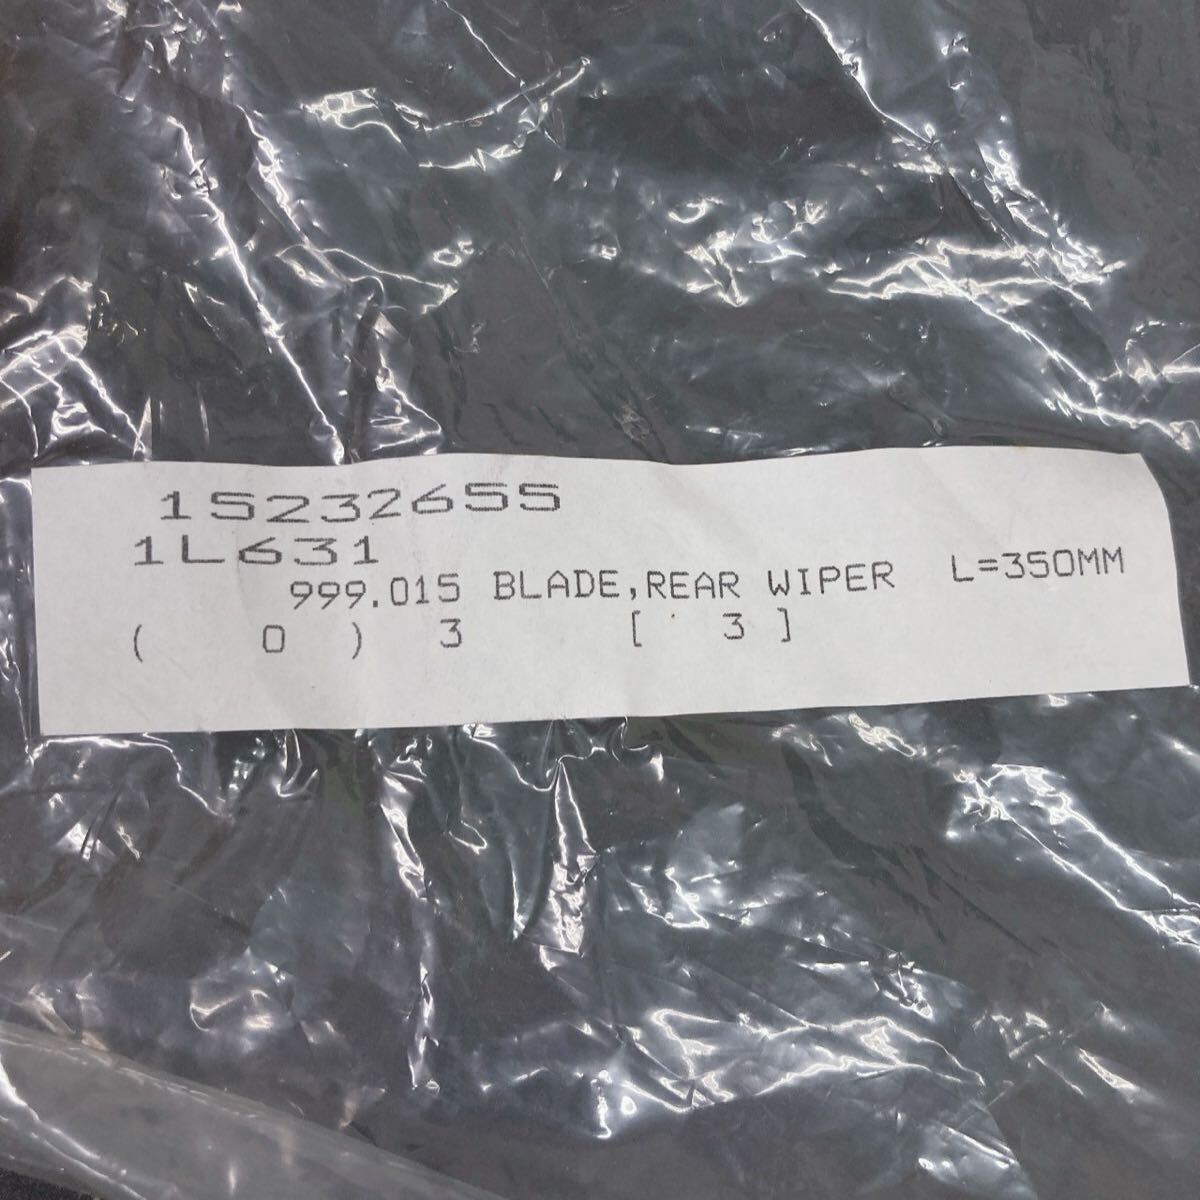 15232655
1L631
999.015 BLADE,REAR WIPER L=350MM
( 0 ) 3 [ 3 ]